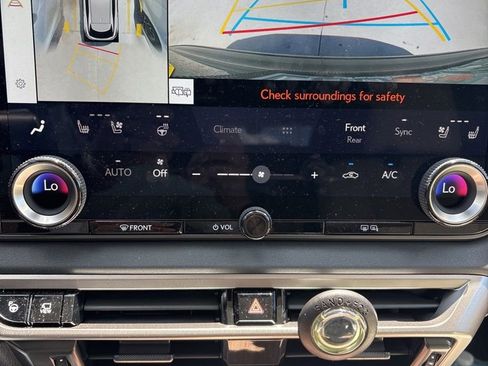 Check surroundings for safety
Climate
Front
Rear
Sync
AUTO
Off
- +
A/C
Lo
Lo
FRONT
VOL